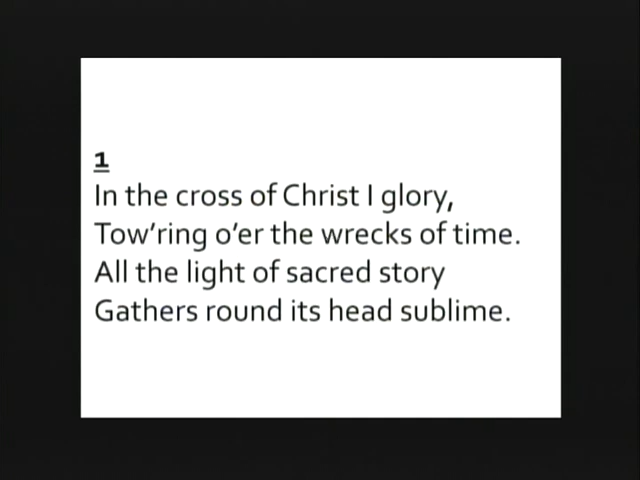 1
In the cross of Christ I glory,
Tow'ring o'er the wrecks of time.
All the light of sacred story
Gathers round its head sublime.